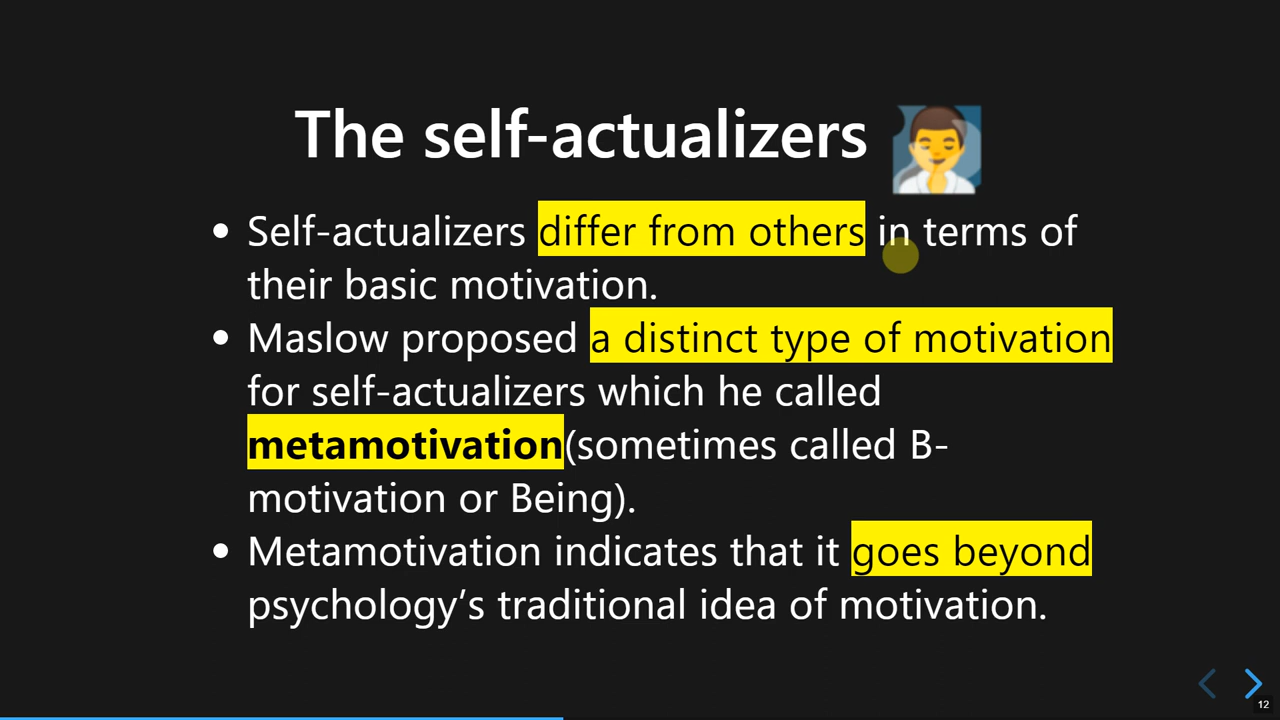 The self-actualizers
• Self-actualizers differ from others in terms of
their basic motivation.
• Maslow proposed a distinct type of motivation
for self-actualizers which he called
metamotivation(sometimes called B-
motivation or Being).
• Metamotivation indicates that it goes beyond
psychology’s traditional idea of motivation.
12